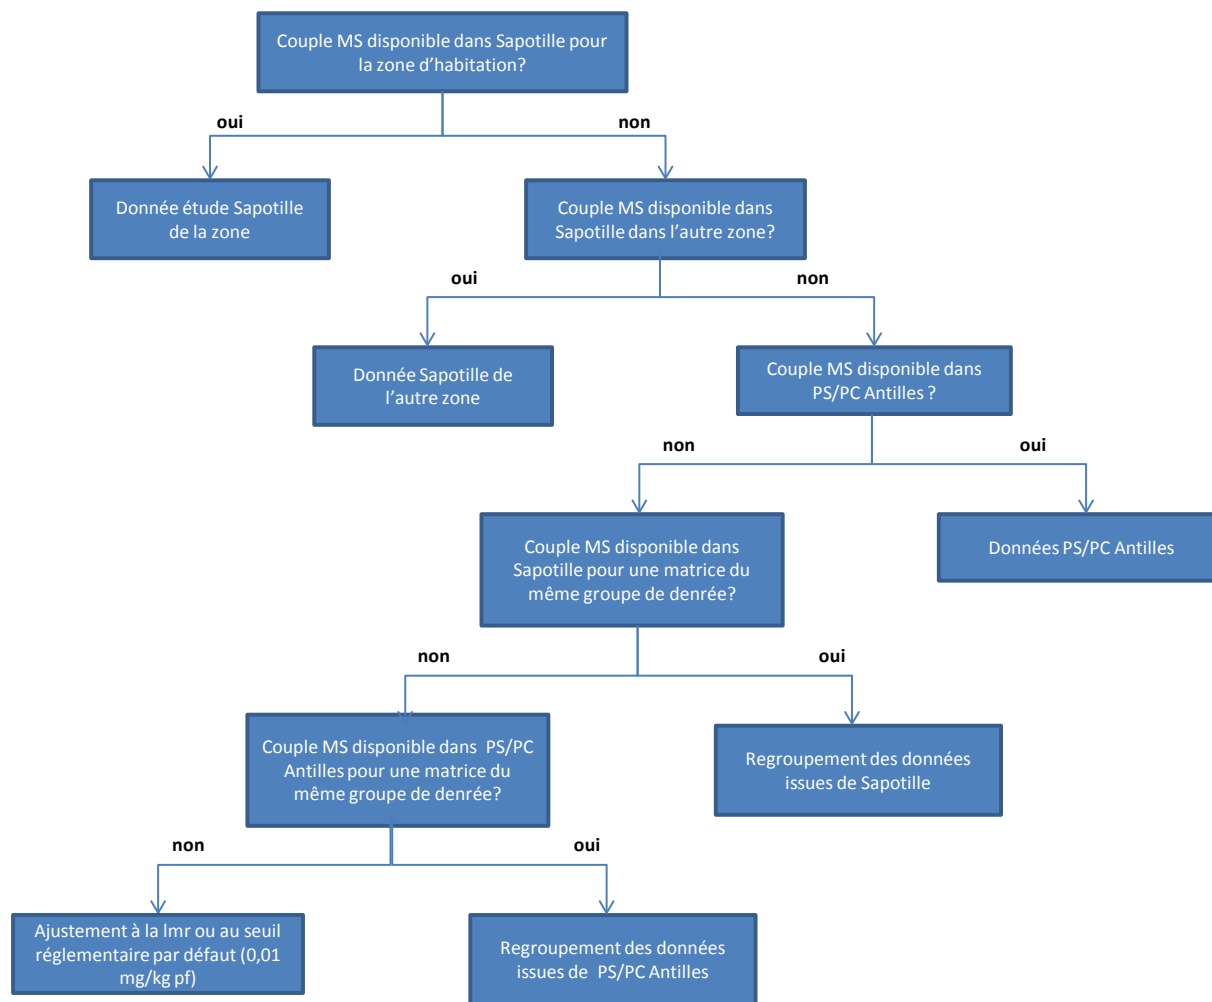 Couple MS disponible dans Sapotille pour
la zone d'habitation?
oui
non
Donnée étude Sapotille
de la zone
Couple MS disponible dans
Sapotille dans l'autre zone?
oui
non
Donnée Sapotille de
l'autre zone
Couple MS disponible dans
PS/PC Antilles ?
non
oui
Couple MS disponible dans
Sapotille pour une matrice du
même groupe de denrée?
Données PS/PC Antilles
non
oui
Couple MS disponible dans PS/PC
Antilles pour une matrice du
même groupe de denrée?
Regroupement des données
issues de Sapotille
non
oui
Ajustement à la lmr ou au seuil
réglementaire par défaut (0,01
mg/kg pf)
Regroupement des données
issues de PS/PC Antilles